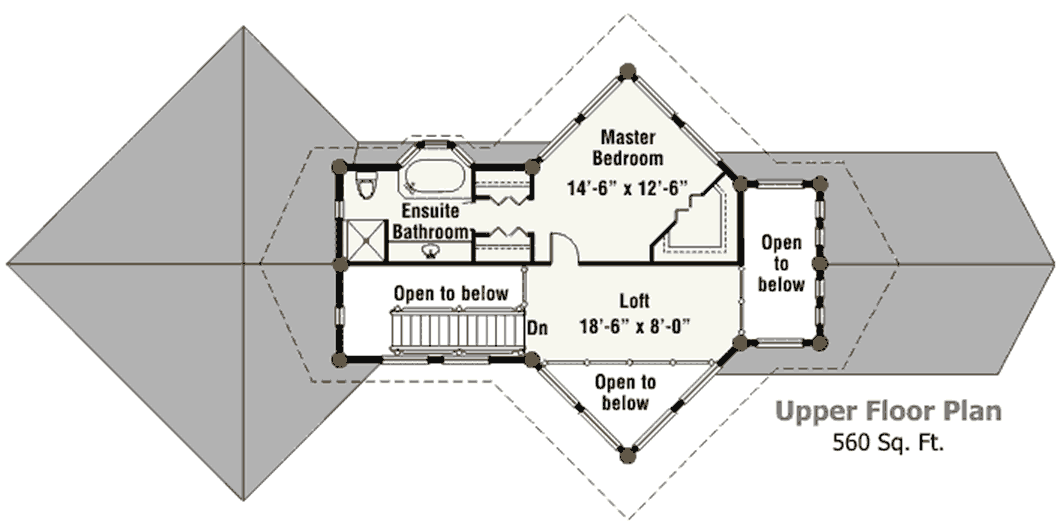 Master
Bedroom
14'-6" x 12'-6"
Ensuite
Bathroom
Open
to
below
Open to below
Loft
18'-6" x 8'-0"
Dn
Open to
below
Upper Floor Plan
560 Sq. Ft.